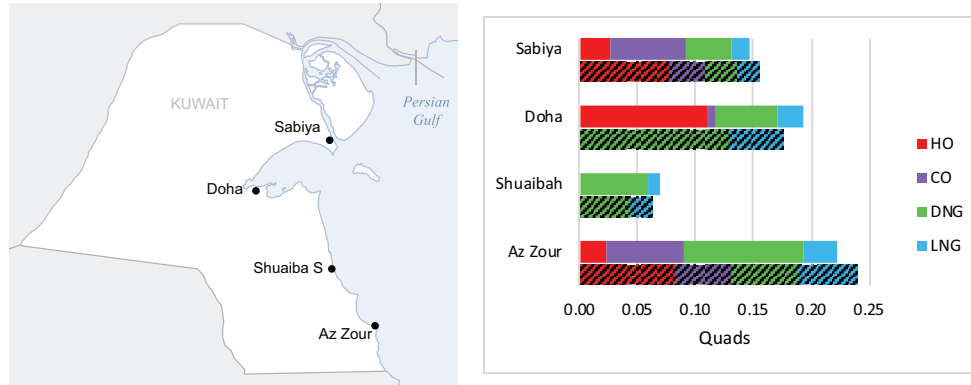 KUWAIT
Persian
Gulf
Sabiya
Doha
Shuaiba S
Az Zour
Sabiya
Doha
Shuaibah
Az Zour
0.00 0.05 0.10 0.15 0.20 0.25
Quads
HO
CO
DNG
LNG